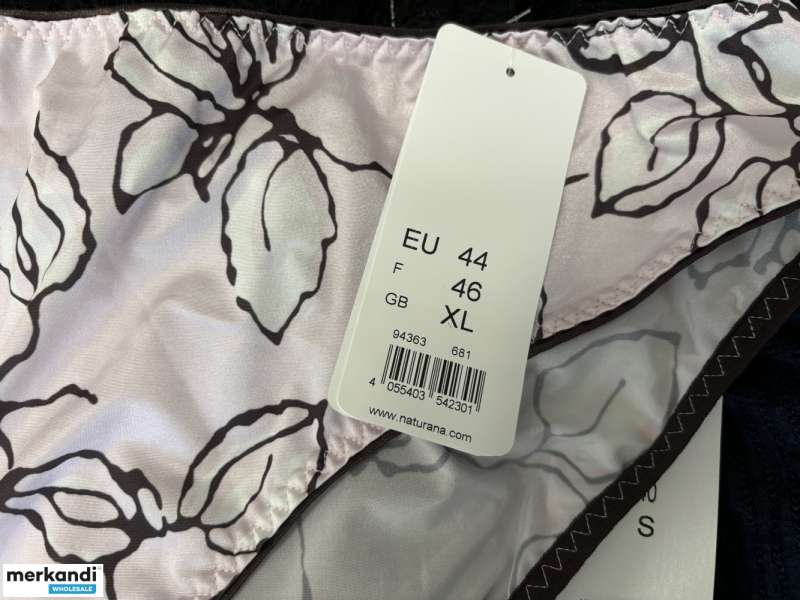 EU 44
F 46
GB XL
94363 681
4 055403 542301
www.naturana.com
S
merkandi
WHOLESALE